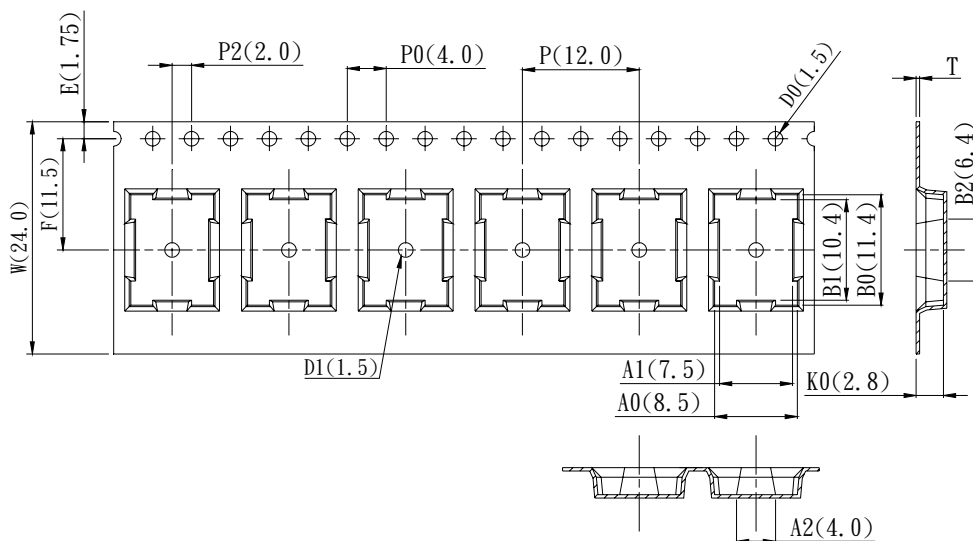 E(1.75)
P2(2.0)
P0(4.0)
P(12.0)
D0(1.5)
T
W(24.0)
F(11.5)
B1(10.4)
B0(11.4)
B2(6.4)
D1(1.5)
A1(7.5)
A0(8.5)
K0(2.8)
A2(4.0)